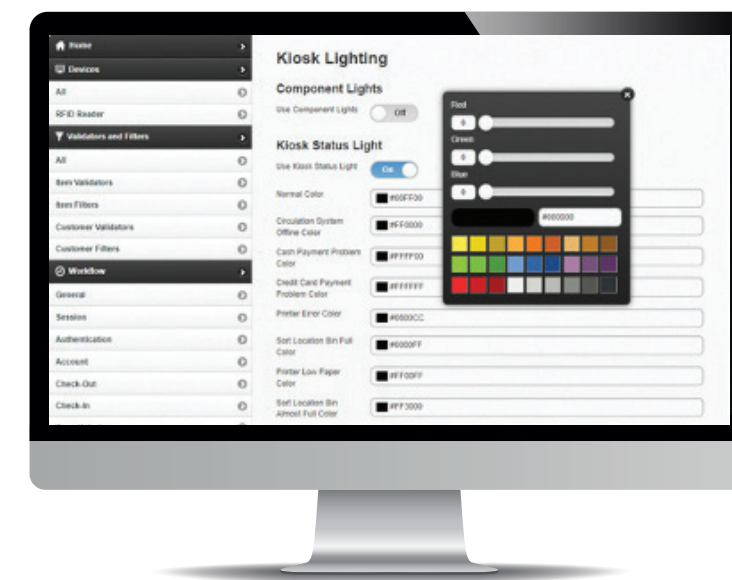 Home
Devices
All
RFID Reader
Validators and Filters
All
Item Validators
Item Filters
Customer Validators
Customer Filters
Workflow
General
Session
Authentication
Account
Check-Out
Check-In
Kiosk Lighting
Component Lights
Use Component Lights
Off
Kiosk Status Light
Use Kiosk Status Light
On
Normal Color
#00FF00
Circulation System
Offline Color
#FF0000
Cash Payment Problem
Color
#FFFF00
Credit Card Payment
Problem Color
#FFFFFF
Printer Error Color
Sort Location Bin Full
Color
#0000FF
Printer Low Paper
Color
#FF00FF
Sort Location Bin
Almost Full Color
#FF3000
Red
0
Green
0
Blue
0
#000000